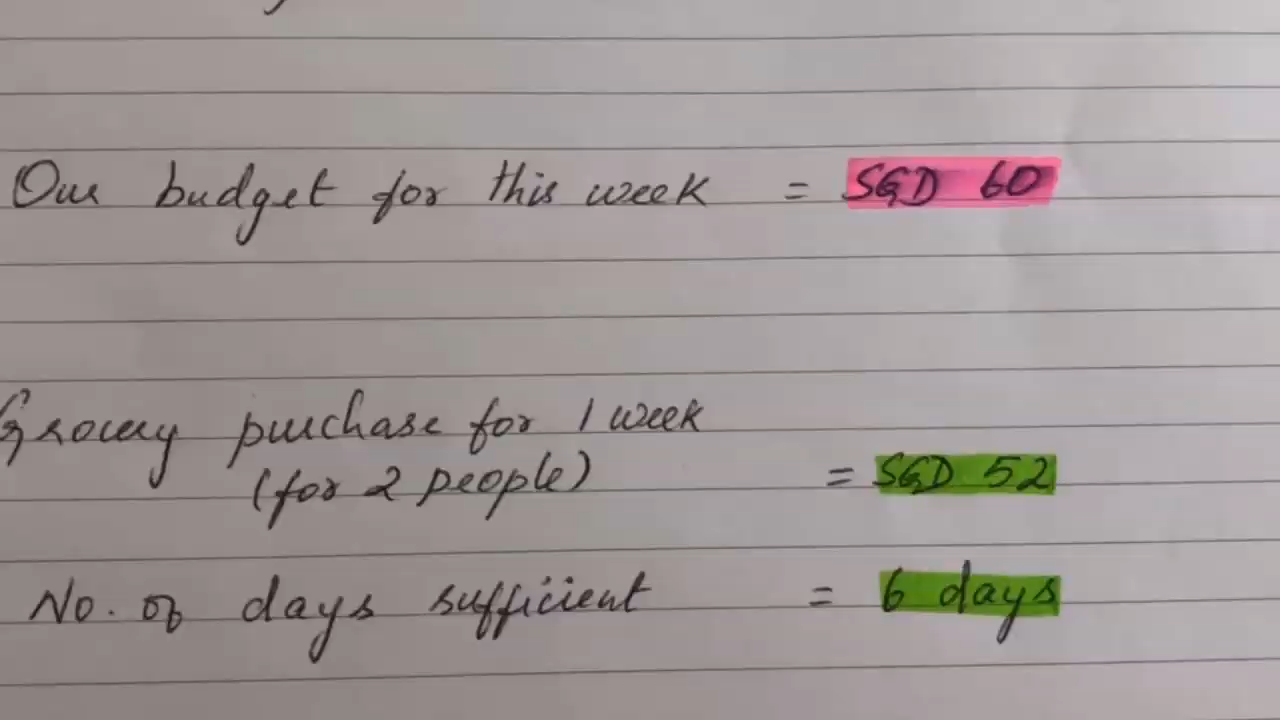 Our budget for this week = SGD 60
Grocery purchase for 1 week
(for 2 people) = SGD 52
No. of days sufficient = 6 days